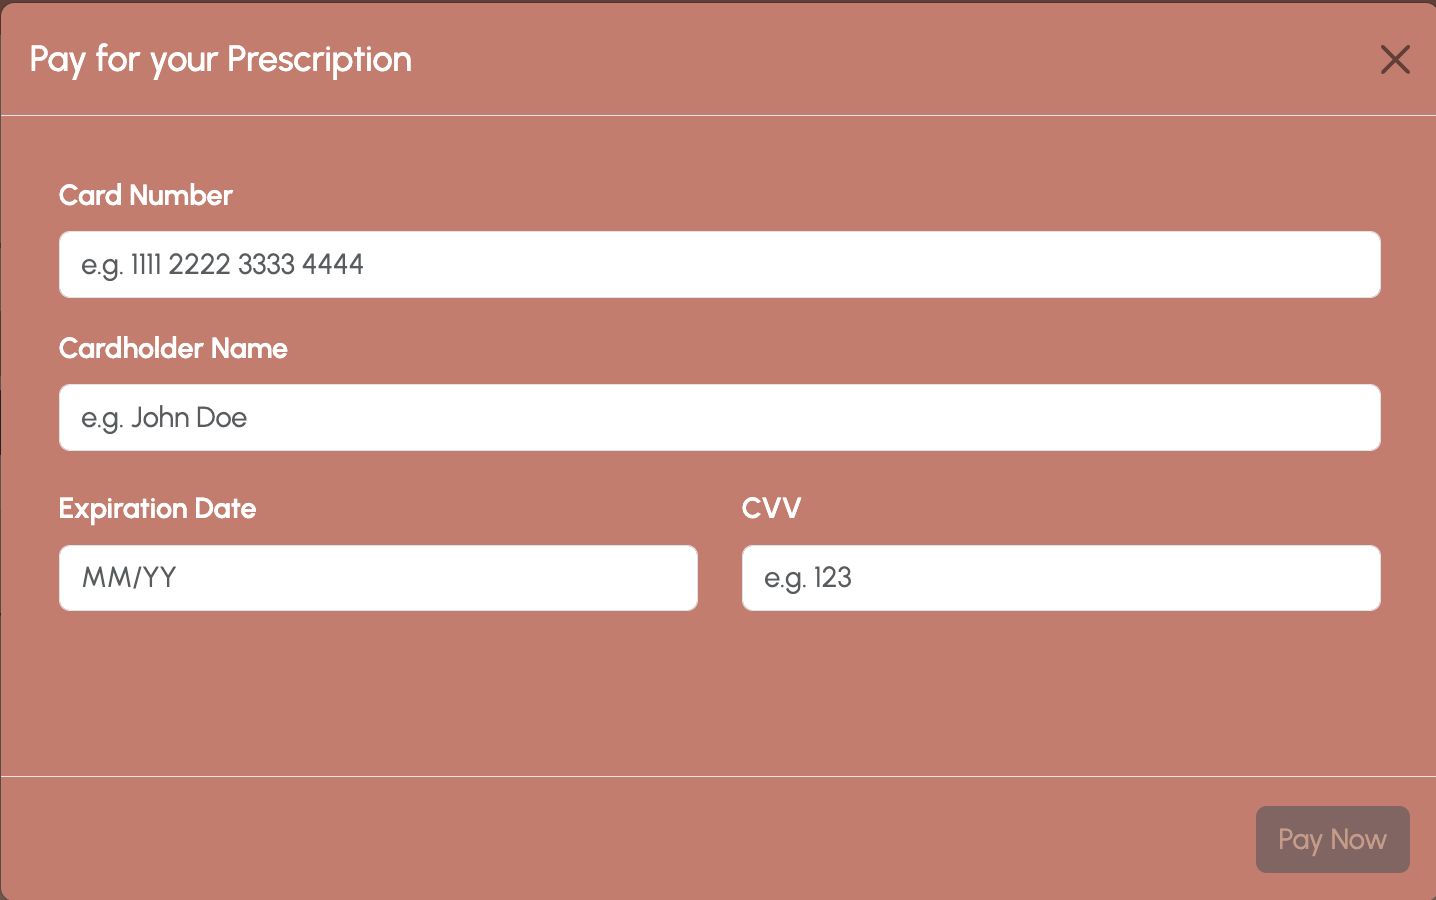 Pay for your Prescription
Card Number
e.g. 1111 2222 3333 4444
Cardholder Name
e.g. John Doe
Expiration Date
CVV
MM/YY
e.g. 123
Pay Now